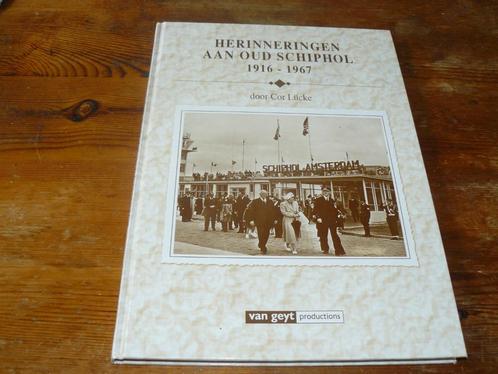 HERINNERINGEN
AAN OUD SCHIPHOL
1916 - 1967
door Cor Lücke
SCHIPHOL AMSTERDAM
van geyt productions